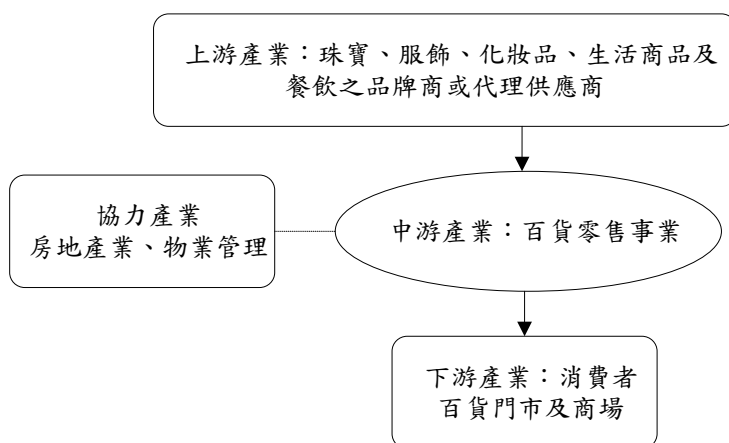 上游產業：珠寶、服飾、化妝品、生活商品及
餐飲之品牌商或代理供應商
協力產業
房地產業、物業管理
中游產業：百貨零售事業
下游產業：消費者
百貨門市及商場